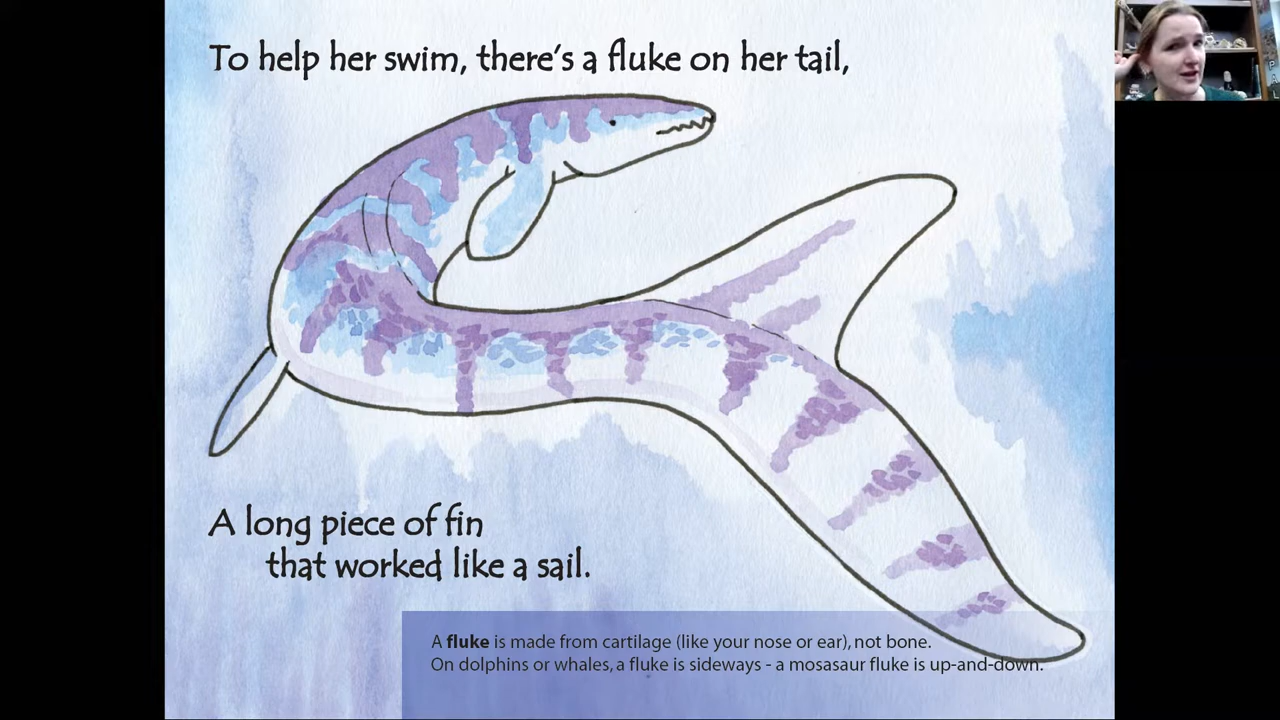 To help her swim, there's a fluke on her tail,
A long piece of fin
that worked like a sail.
A fluke is made from cartilage (like your nose or ear), not bone.
On dolphins or whales, a fluke is sideways - a mosasaur fluke is up-and-down.